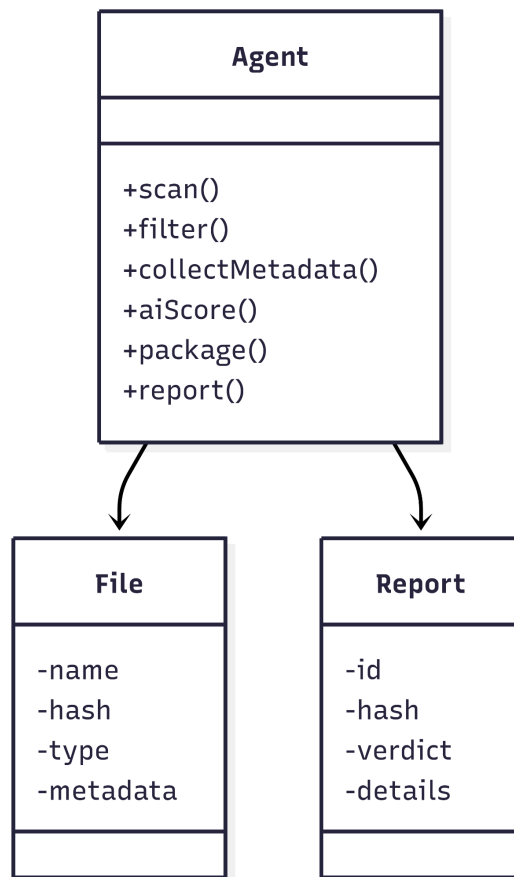 Agent
+scan()
+filter()
+collectMetadata()
+aiScore()
+package()
+report()
File
-name
-hash
-type
-metadata
Report
-id
-hash
-verdict
-details